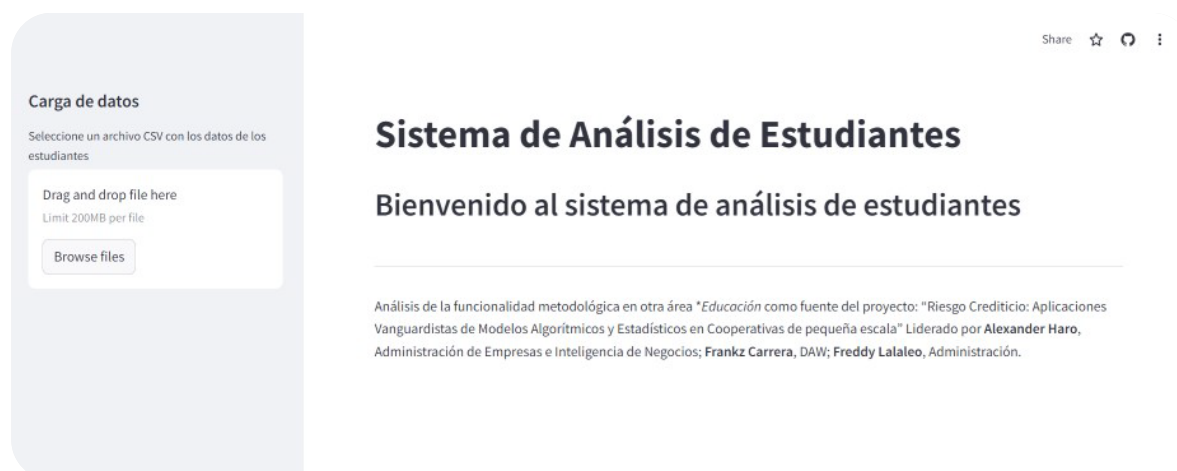 Share
Carga de datos
Seleccione un archivo CSV con los datos de los
estudiantes
Drag and drop file here
Limit 200MB per file
Browse files
Sistema de Análisis de Estudiantes
Bienvenido al sistema de análisis de estudiantes
Análisis de la funcionalidad metodológica en otra área *Educación como fuente del proyecto: “Riesgo Crediticio: Aplicaciones
Vanguardistas de Modelos Algorítmicos y Estadísticos en Cooperativas de pequeña escala” Liderado por Alexander Haro,
Administración de Empresas e Inteligencia de Negocios; Frankz Carrera, DAW; Freddy Lalaleo, Administración.